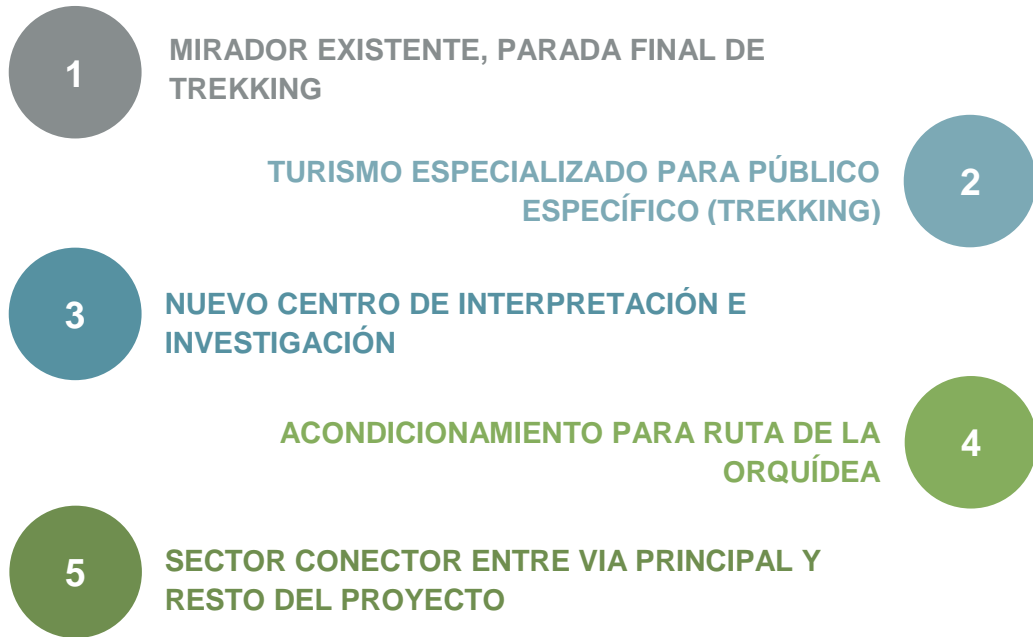 1
MIRADOR EXISTENTE, PARADA FINAL DE
TREKKING
TURISMO ESPECIALIZADO PARA PÚBLICO
ESPECÍFICO (TREKKING)
2
3
NUEVO CENTRO DE INTERPRETACIÓN E
INVESTIGACIÓN
ACONDICIONAMIENTO PARA RUTA DE LA
ORQUÍDEA
4
5
SECTOR CONECTOR ENTRE VIA PRINCIPAL Y
RESTO DEL PROYECTO